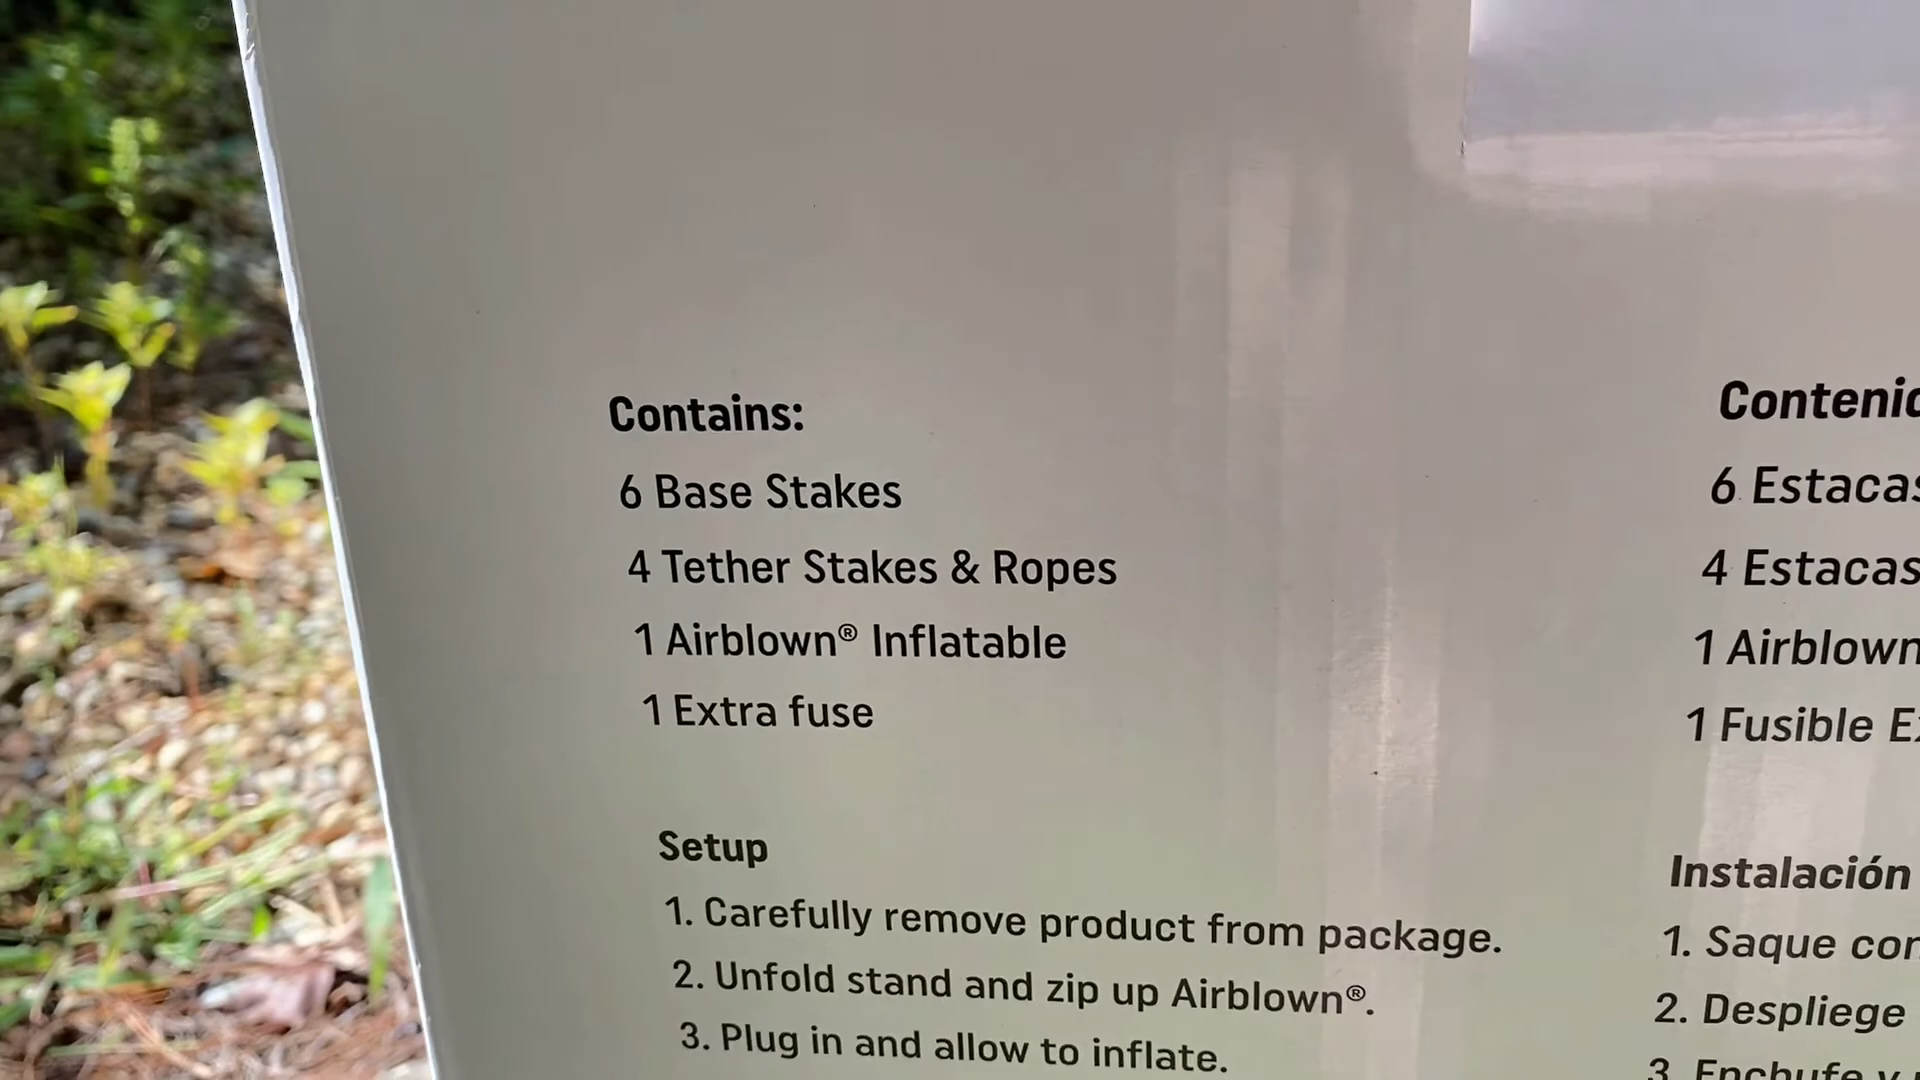 Contains:
6 Base Stakes
4 Tether Stakes & Ropes
1 Airblown® Inflatable
1 Extra fuse
Setup
1. Carefully remove product from package.
2. Unfold stand and zip up Airblown®.
3. Plug in and allow to inflate.
6 Estacas
4 Estacas
1 Airblown
1 Fusible
Instalación
1. Saque
2. Despliege
3. Enchufe y